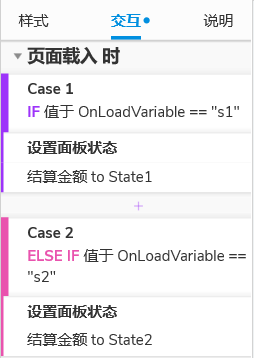 样式 交互 说明
页面载入 时
Case 1
IF 值于 OnLoadVariable == "s1"
设置面板状态
结算金额 to State1
Case 2
ELSE IF 值于 OnLoadVariable ==
"s2"
设置面板状态
结算金额 to State2